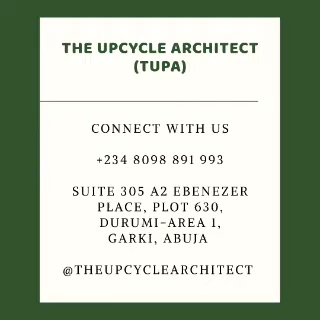 THE UPCYCLE ARCHITECT
(TUPA)
CONNECT WITH US
+234 8098 891 993
SUITE 305 A2 EBENEZER
PLACE, PLOT 630,
DURUMI-AREA 1,
GARKI, ABUJA
@THEUPCYCLEARCHITECT